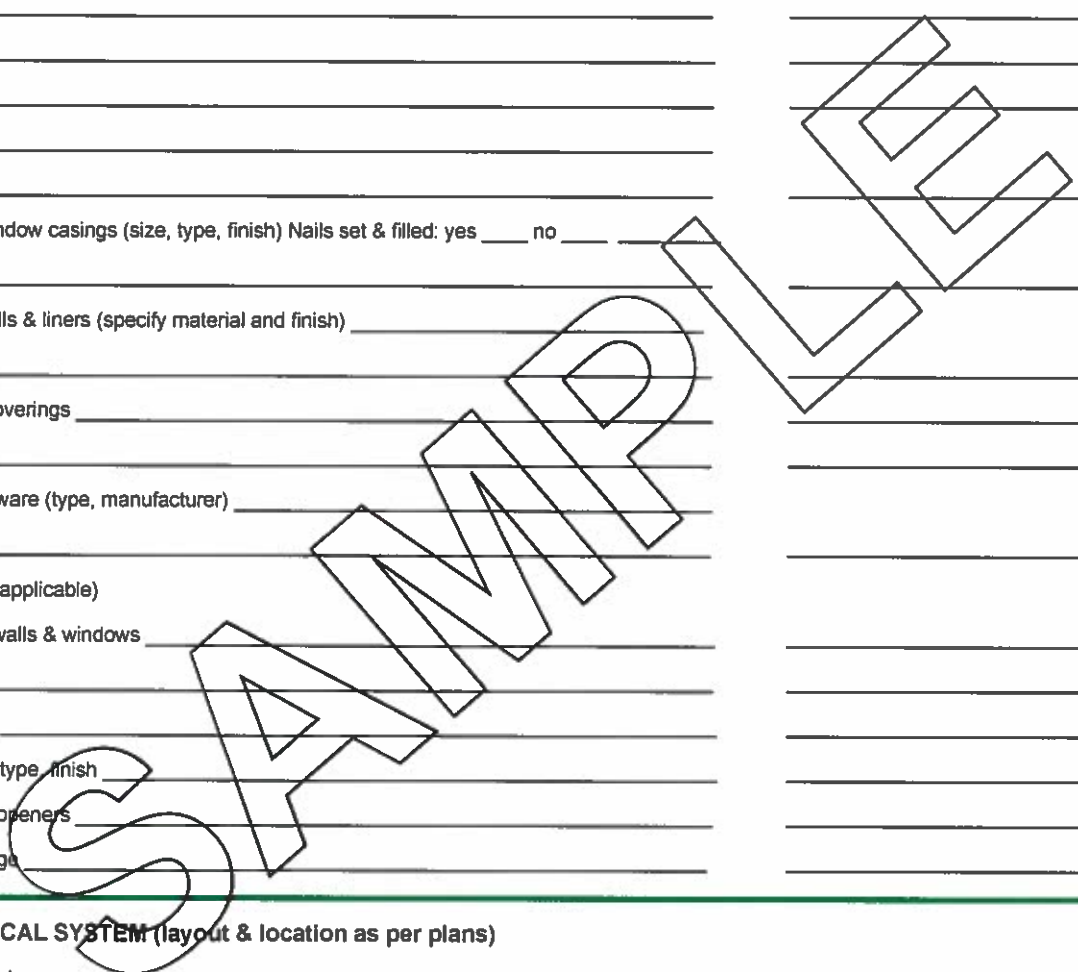 ndow casings (size, type, finish) Nails set & filled: yes ____ no ____
lls & liners (specify material and finish)
overings
ware (type, manufacturer)
applicable)
walls & windows
type, finish
openers
ge
CAL SYSTEM (layout & location as per plans)
SAMPLE